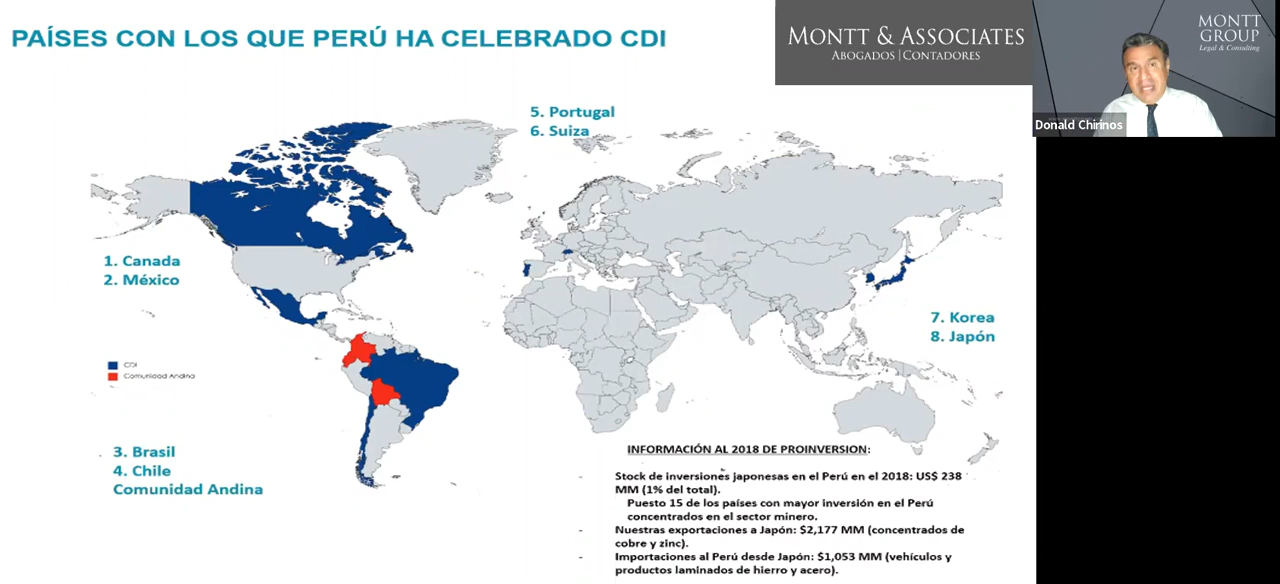 PAÍSES CON LOS QUE PERÚ HA CELEBRADO CDI
MONTT & ASSOCIATES
ABOGADOS | CONTADORES
MONTT
GROUP
Legal & Consulting
Donald Chirinos
5. Portugal
6. Suiza
1. Canada
2. México
7. Korea
8. Japón
CDI
Comunidad Andina
3. Brasil
4. Chile
Comunidad Andina
INFORMACIÓN AL 2018 DE PROINVERSION:
- Stock de inversiones japonesas en el Perú en el 2018: US$ 238
MM (1% del total).
Puesto 15 de los países con mayor inversión en el Perú
concentrados en el sector minero.
- Nuestras exportaciones a Japón: $2,177 MM (concentrados de
cobre y zinc).
- Importaciones al Perú desde Japón: $1,053 MM (vehículos y
productos laminados de hierro y acero).